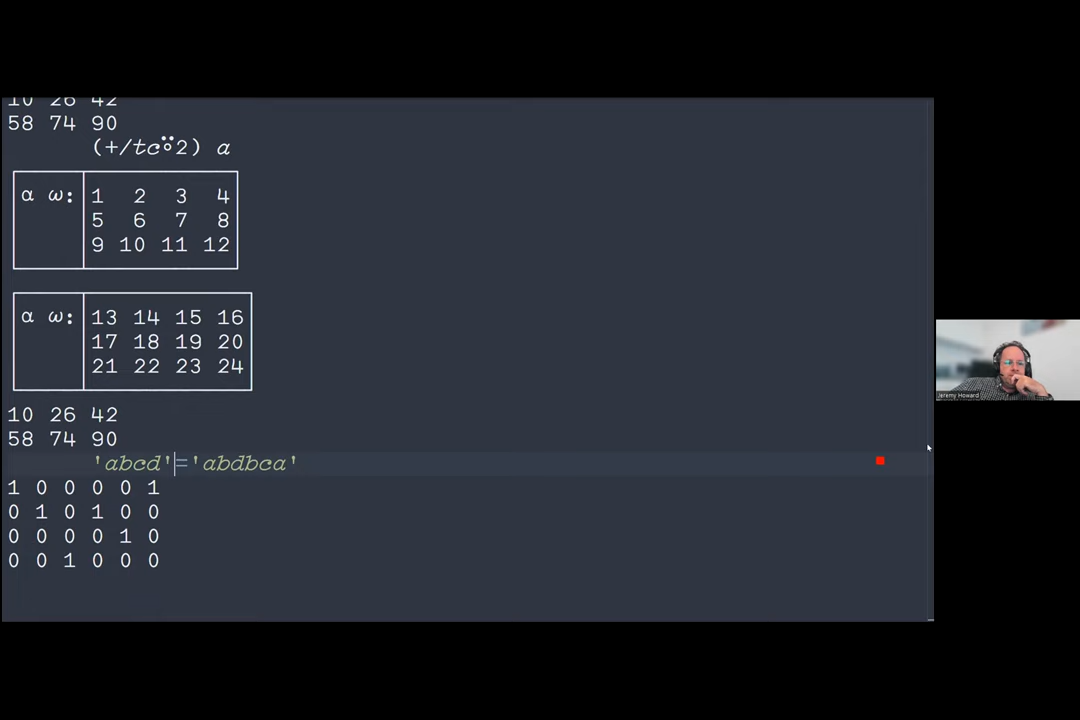 10 26 42
58 74 90
(+/tc⍤2) a
⍺ ⍵: 1 2 3 4
5 6 7 8
9 10 11 12
⍺ ⍵: 13 14 15 16
17 18 19 20
21 22 23 24
10 26 42
58 74 90
'abcd'='abdbca'
1 0 0 0 0 1
0 1 0 1 0 0
0 0 0 0 1 0
0 0 1 0 0 0
Jeremy Howard